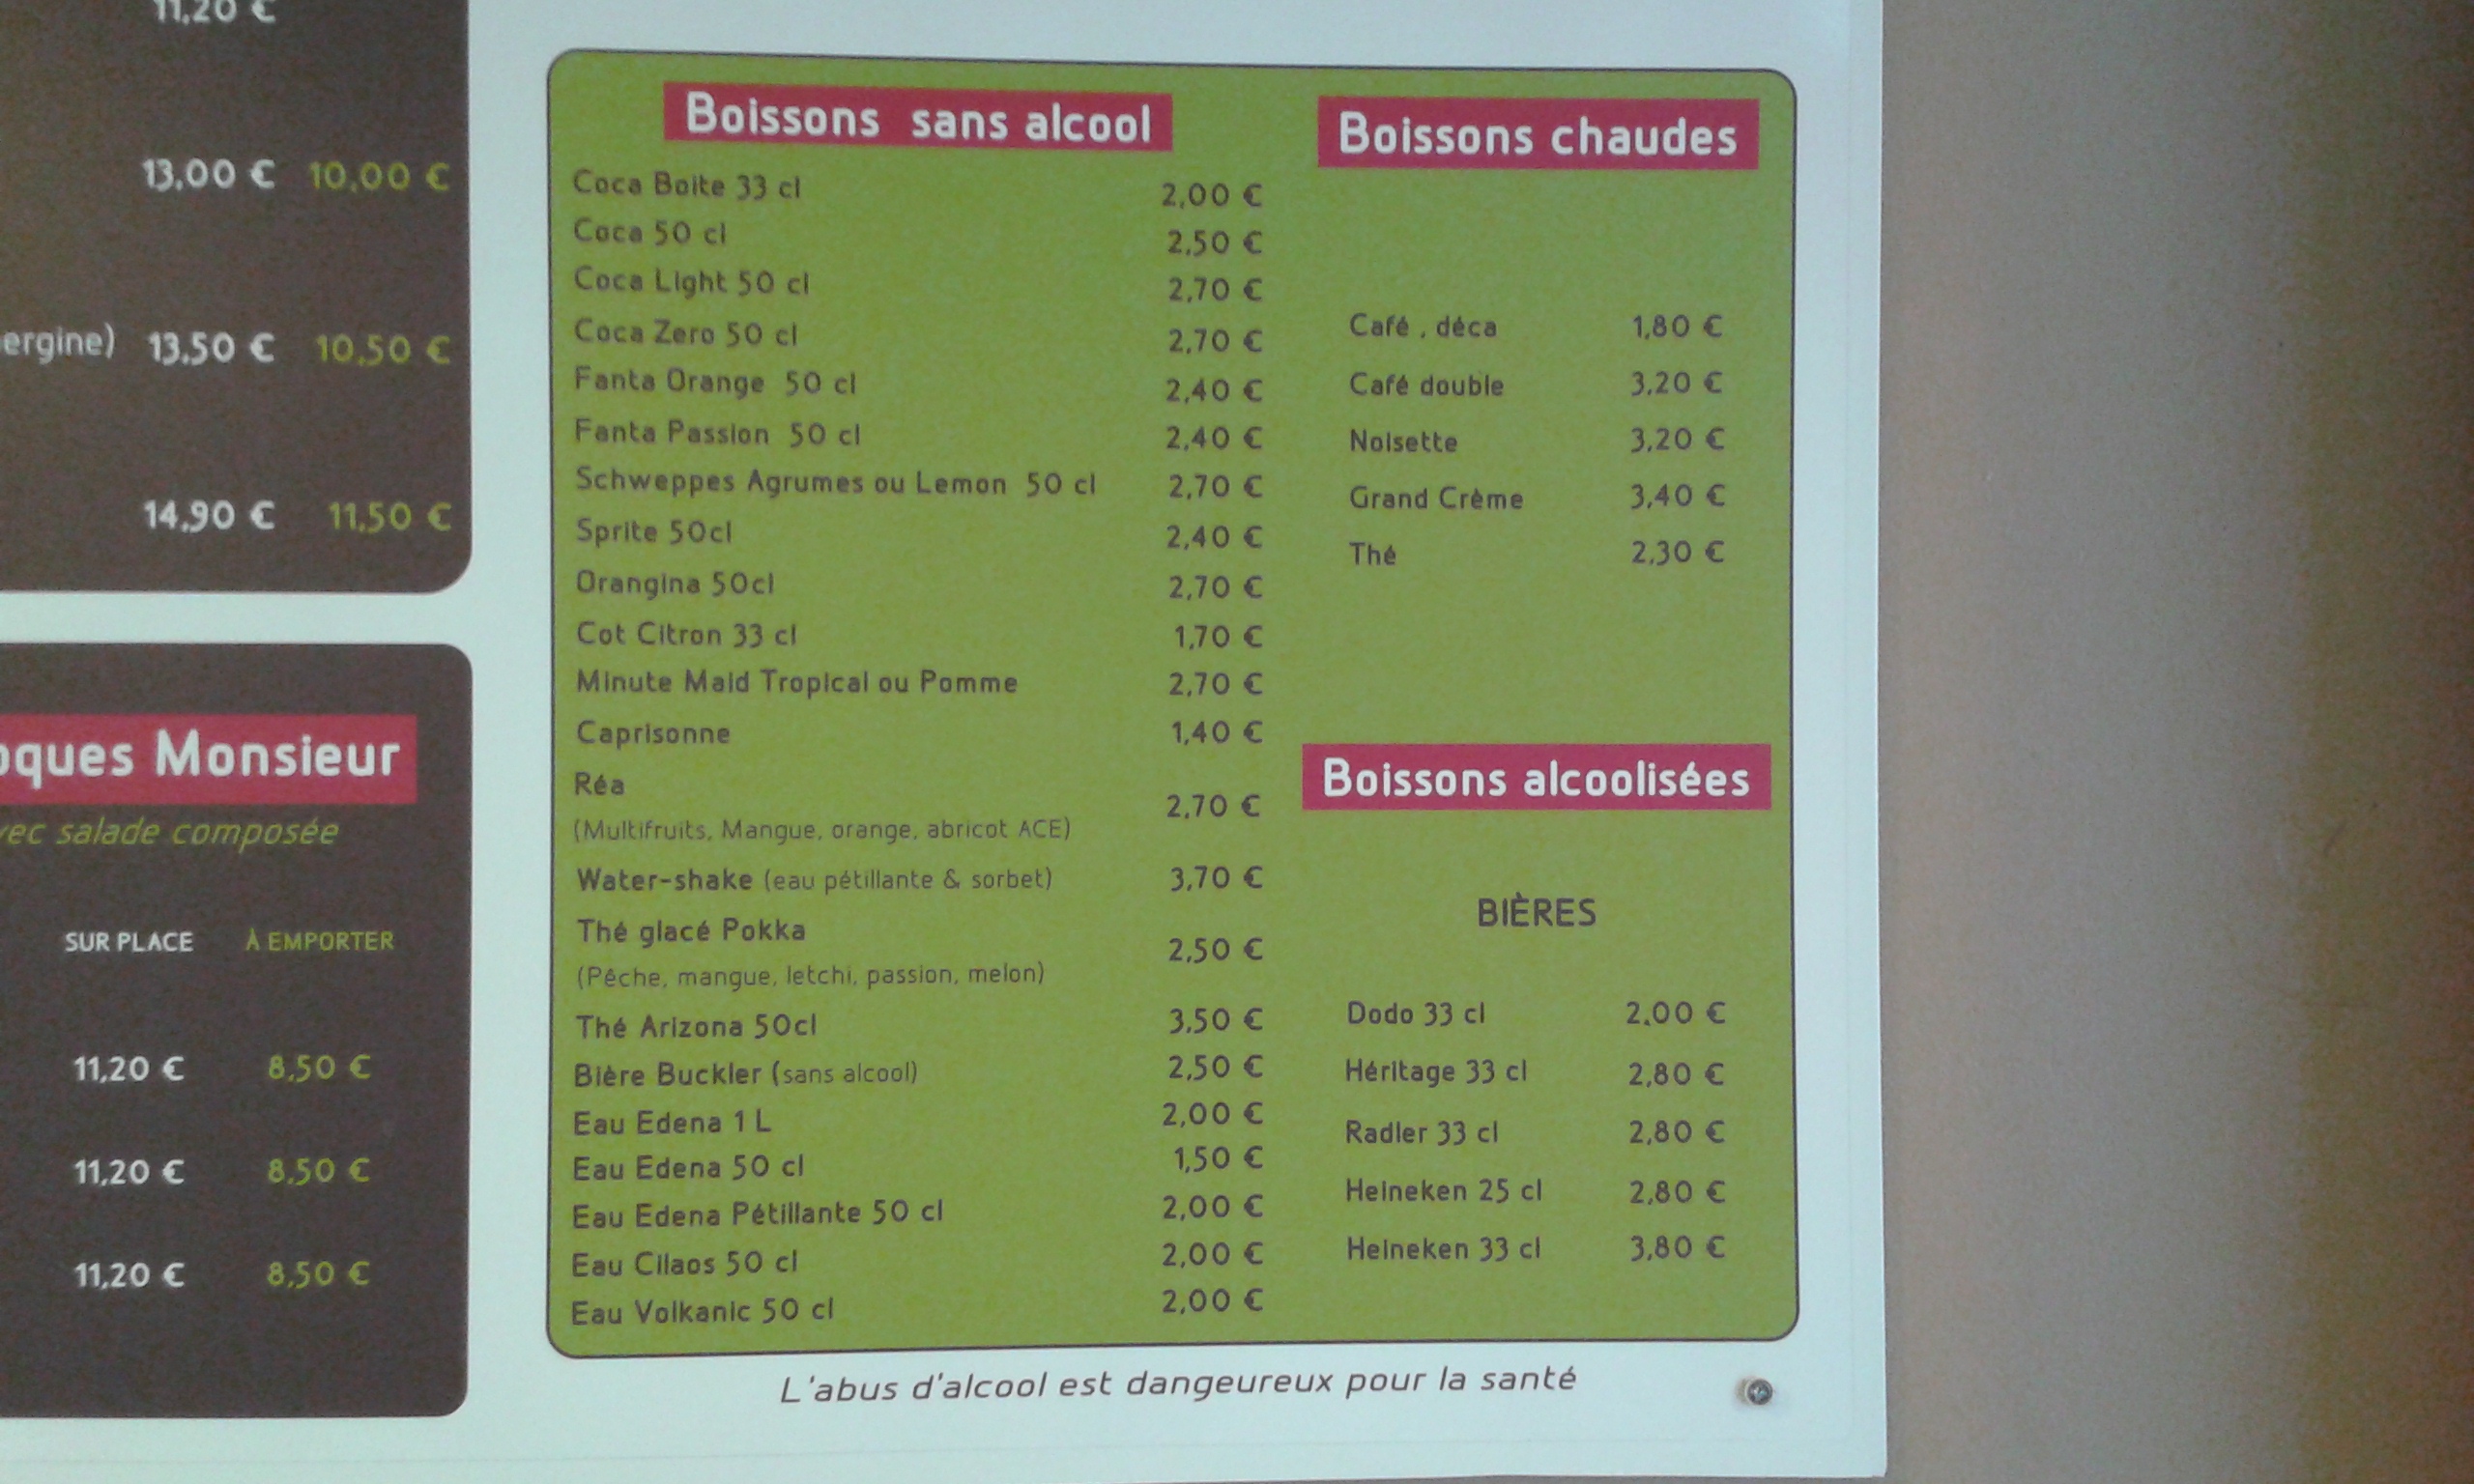 11,20 €
13,00 € 10,00 €
13,50 € 10,50 €
14,90 € 11,50 €
Monsieur
salade composée
SUR PLACE À EMPORTER
11,20 € 8,50 €
11,20 € 8,50 €
11,20 € 8,50 €
Boissons sans alcool
Coca Boite 33 cl 2,00 €
Coca 50 cl 2,50 €
Coca Light 50 cl 2,70 €
Coca Zero 50 cl 2,70 €
Fanta Orange 50 cl 2,40 €
Fanta Passion 50 cl 2,40 €
Schweppes Agrumes ou Lemon 50 cl 2,70 €
Sprite 50cl 2,40 €
Orangina 50cl 2,70 €
Cot Citron 33 cl 1,70 €
Minute Maid Tropical ou Pomme 2,70 €
Caprisonne 1,40 €
Réa 2,70 €
(Multifruits, Mangue, orange, abricot ACE)
Water-shake (eau pétillante & sorbet) 3,70 €
Thé glacé Pokka 2,50 €
(Pêche, mangue, letchi, passion, melon)
Thé Arizona 50cl 3,50 €
Bière Buckler (sans alcool) 2,50 €
Eau Edena 1 L 2,00 €
Eau Edena 50 cl 1,50 €
Eau Edena Pétillante 50 cl 2,00 €
Eau Cilaos 50 cl 2,00 €
Eau Volkanic 50 cl 2,00 €
Boissons chaudes
Café , déca 1,80 €
Café double 3,20 €
Noisette 3,20 €
Grand Crème 3,40 €
Thé 2,30 €
Boissons alcoolisées
BIÈRES
Dodo 33 cl 2,00 €
Héritage 33 cl 2,80 €
Radler 33 cl 2,80 €
Heineken 25 cl 2,80 €
Heineken 33 cl 3,80 €
L'abus d'alcool est dangeureux pour la santé